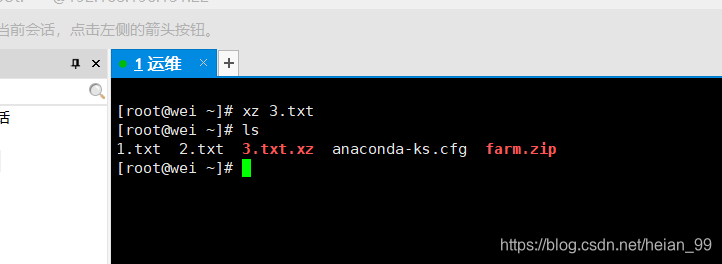 当前会话，点击左侧的箭头按钮。
1 运维
话
[root@wei ~]# xz 3.txt
[root@wei ~]# ls
1.txt  2.txt  3.txt.xz  anaconda-ks.cfg  farm.zip
[root@wei ~]#
https://blog.csdn.net/heian_99